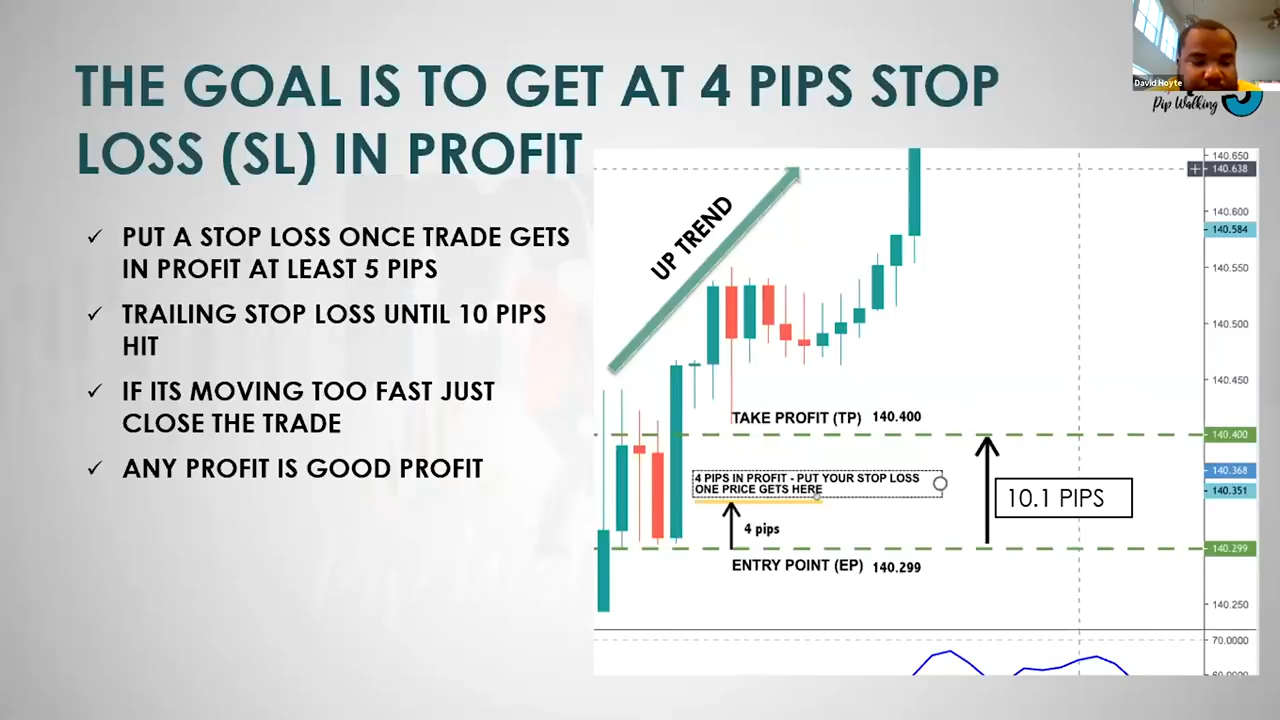 THE GOAL IS TO GET AT 4 PIPS STOP
LOSS (SL) IN PROFIT
PUT A STOP LOSS ONCE TRADE GETS
IN PROFIT AT LEAST 5 PIPS
TRAILING STOP LOSS UNTIL 10 PIPS
HIT
IF ITS MOVING TOO FAST JUST
CLOSE THE TRADE
ANY PROFIT IS GOOD PROFIT
David Hoyte
Pip Walking
UP TREND
TAKE PROFIT (TP) 140.400
4 PIPS IN PROFIT - PUT YOUR STOP LOSS
ONE PRICE GETS HERE
4 pips
10.1 PIPS
ENTRY POINT (EP) 140.299
140.650
140.638
140.600
140.584
140.550
140.500
140.450
140.400
140.368
140.351
140.299
140.250
70.0000